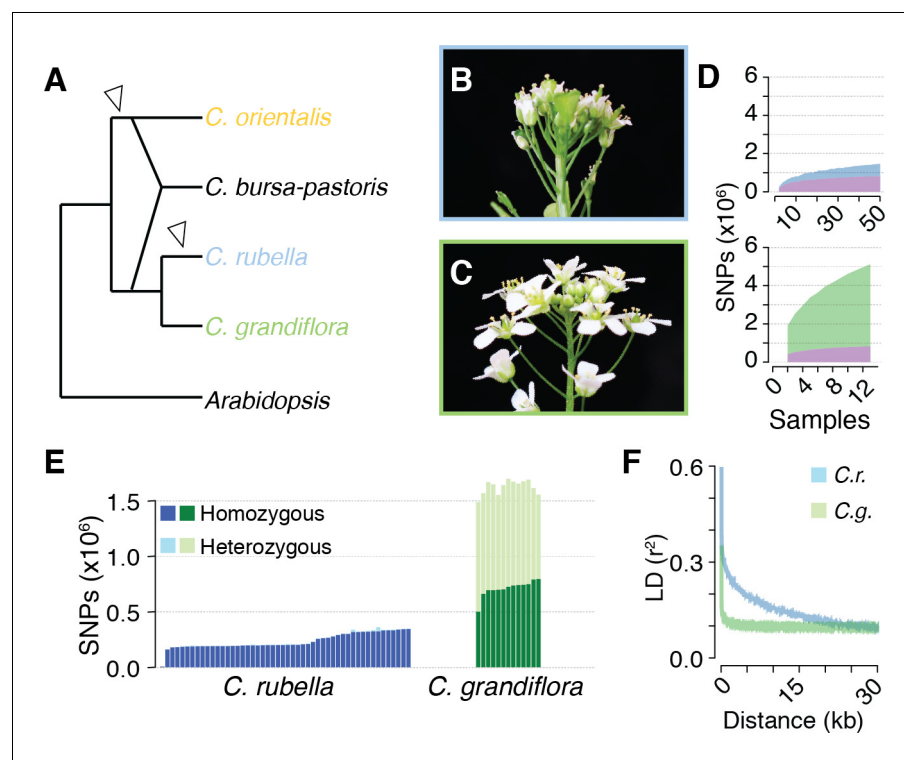 A
C. orientalis
C. bursa-pastoris
C. rubella
C. grandiflora
Arabidopsis
B
C
D
SNPs (x10⁶)
6
4
2
0
10
30
50
6
4
2
0
0
4
8
12
Samples
E
SNPs (x10⁶)
1.5
1.0
0.5
0.0
Homozygous
Heterozygous
C. rubella
C. grandiflora
F
LD (r²)
0.6
0.3
0.0
C.r.
C.g.
0
15
30
Distance (kb)